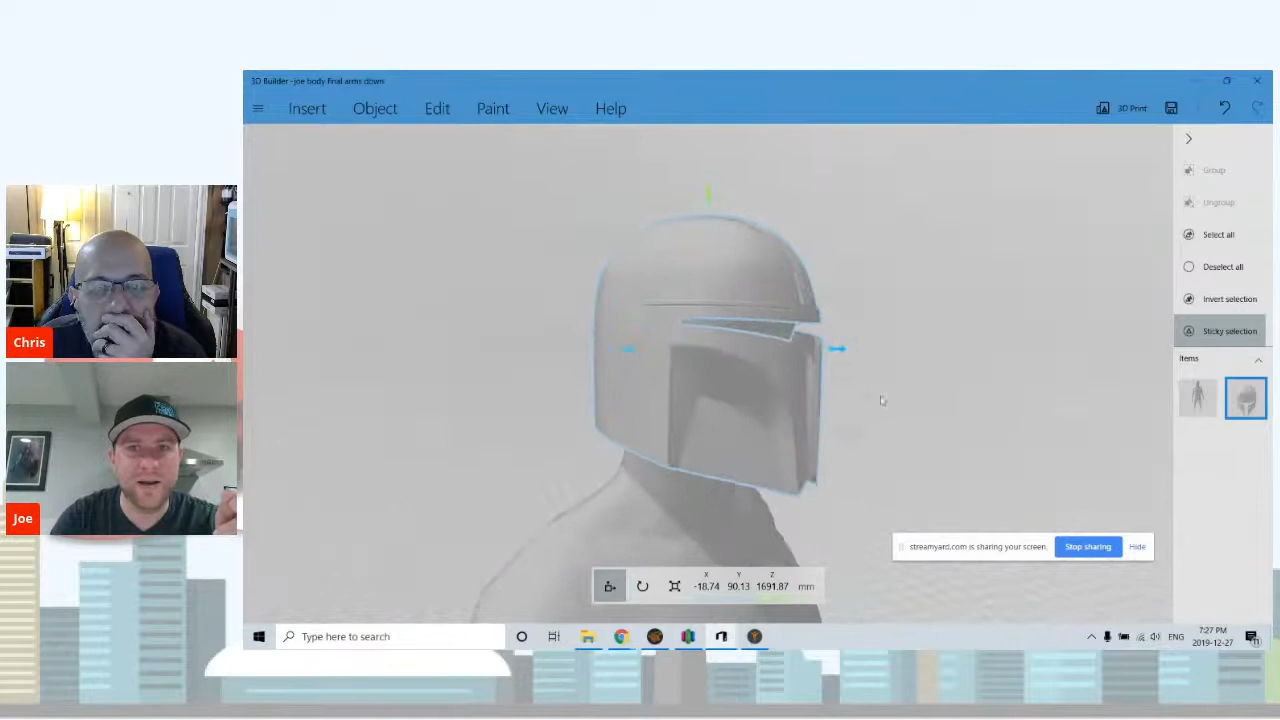 3D Builder -joe body final arms down
Insert Object Edit Paint View Help
3D Print
Group
Ungroup
Select all
Deselect all
Invert selection
Sticky selection
Items
Chris
Joe
streamyard.com is sharing your screen.
Stop sharing
Hide
X Y Z
-18.74 90.13 1691.87 mm
Type here to search
ENG
7:27 PM
2019-12-27